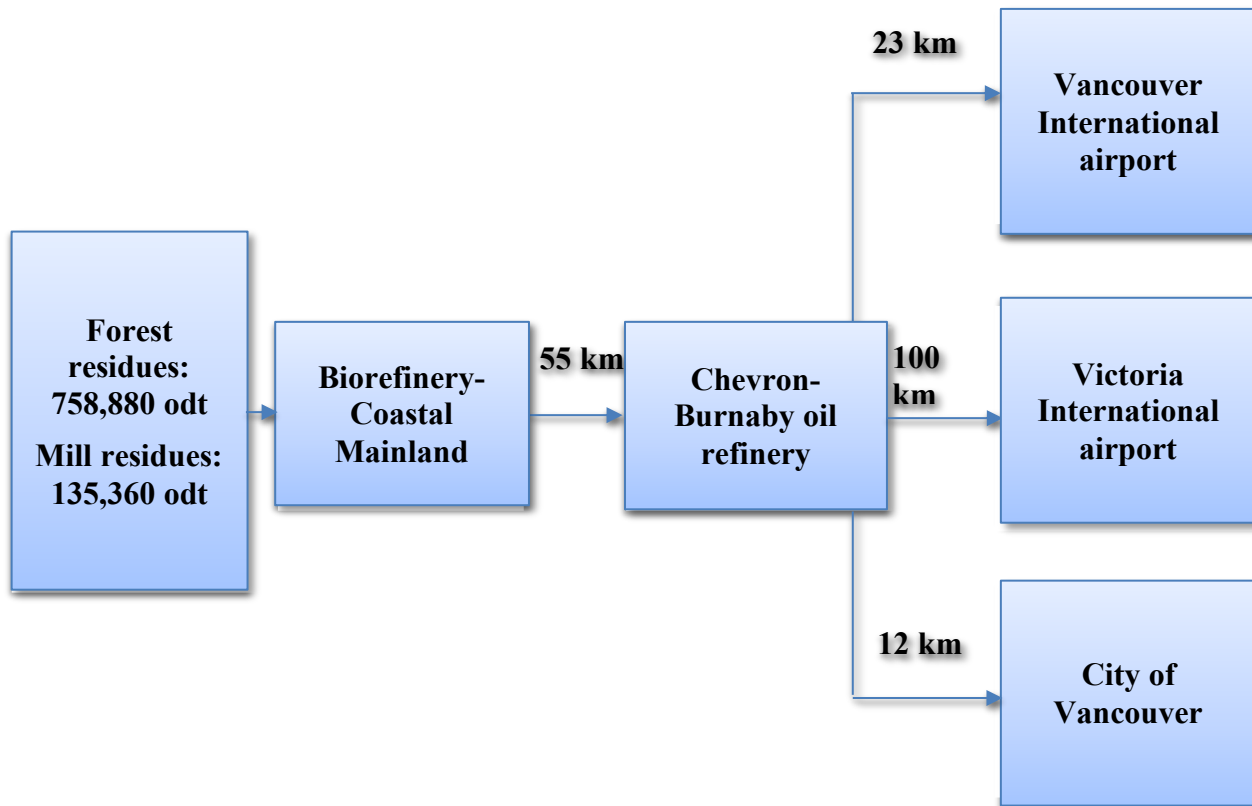 Forest
residues:
758,880 odt
Mill residues:
135,360 odt
Biorefinery-
Coastal
Mainland
55 km
Chevron-
Burnaby oil
refinery
23 km
Vancouver
International
airport
100
km
Victoria
International
airport
12 km
City of
Vancouver